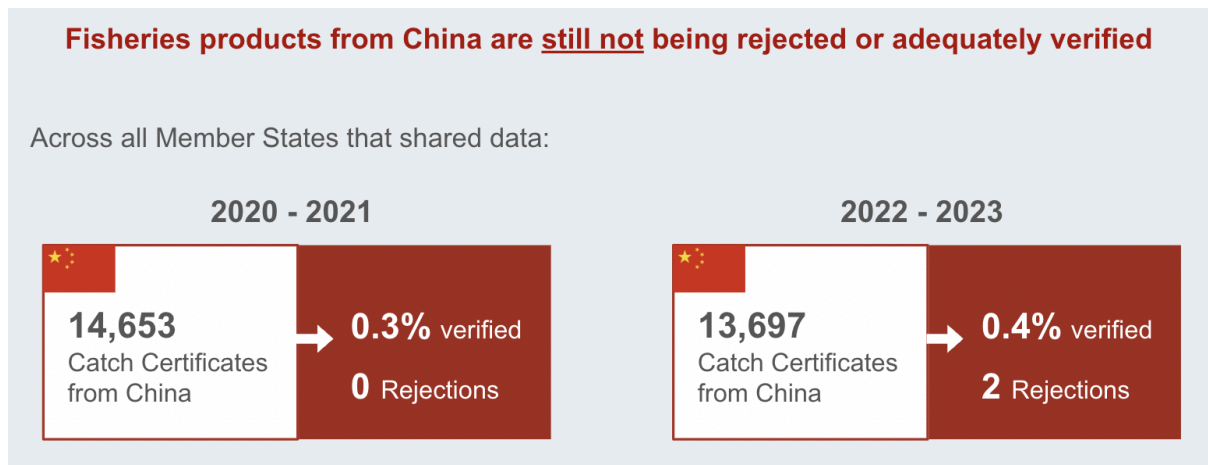 Fisheries products from China are still not being rejected or adequately verified
Across all Member States that shared data:
2020 - 2021
14,653
Catch Certificates
from China
0.3% verified
0 Rejections
2022 - 2023
13,697
Catch Certificates
from China
0.4% verified
2 Rejections